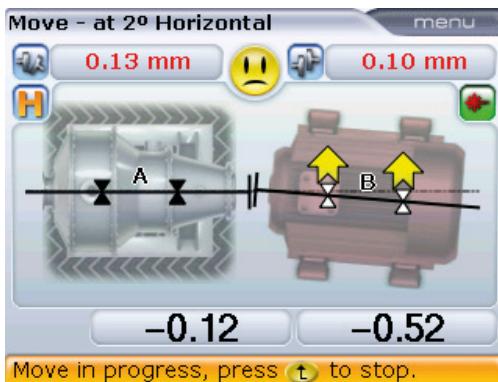 Move - at 2º Horizontal menu
0.13 mm 0.10 mm
H
A B
-0.12 -0.52
Move in progress, press to stop.